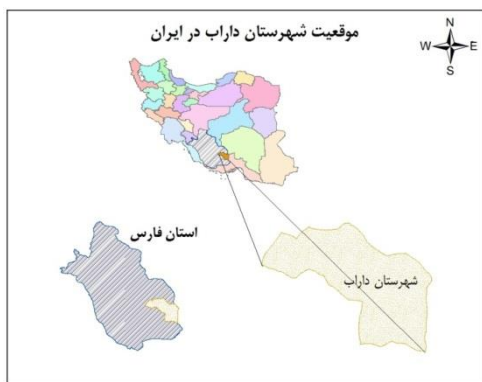 موقعیت شهرستان داراب در ایران
N
W E
S
استان فارس
شهرستان داراب